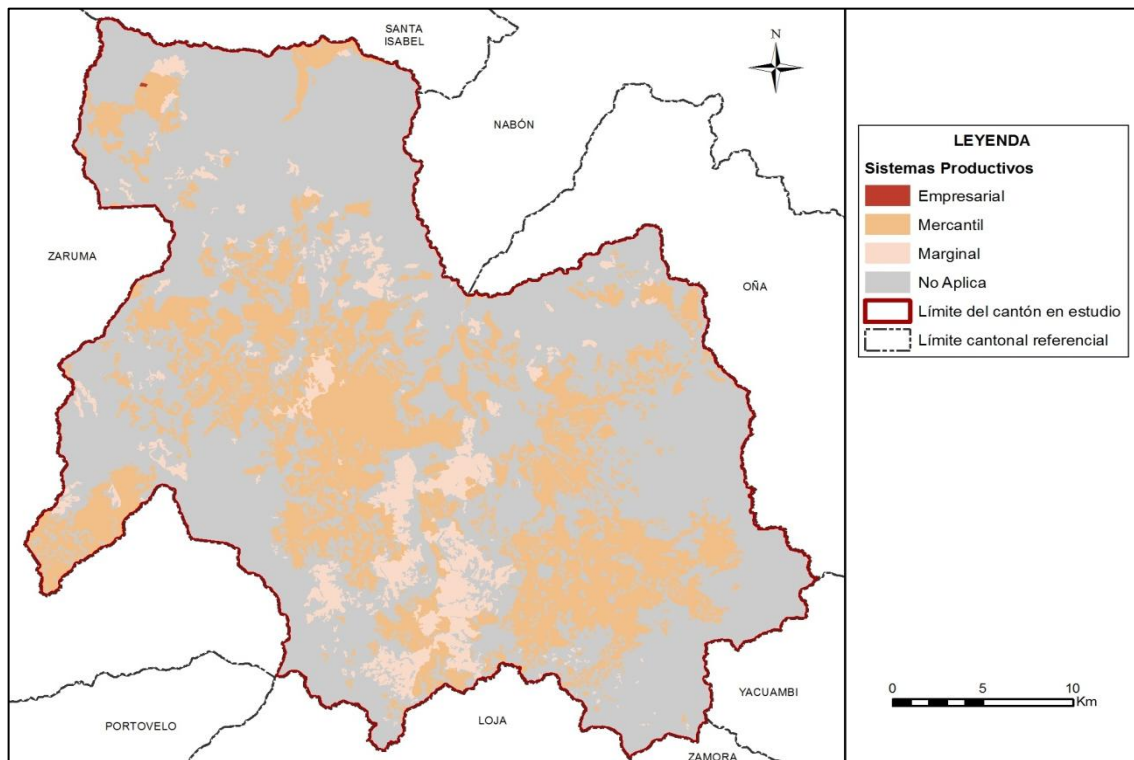 SANTA
ISABEL
N
NABÓN
ZARUMA
OÑA
PORTOVELO
LOJA
YACUAMBI
ZAMORA
LEYENDA
Sistemas Productivos
Empresarial
Mercantil
Marginal
No Aplica
Límite del cantón en estudio
Límite cantonal referencial
0 5 10
Km